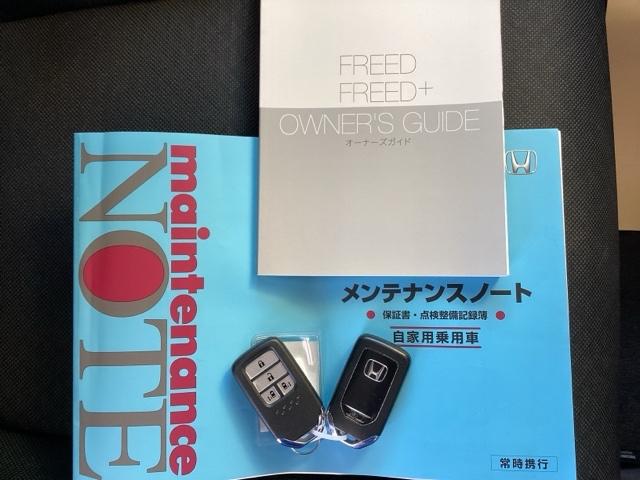 FREED
FREED+
OWNER'S GUIDE
オーナーズガイド
maintenance
NOTE
メンテナンスノート
● 保証書・点検整備記録簿 ●
自家用乗用車
常時携行